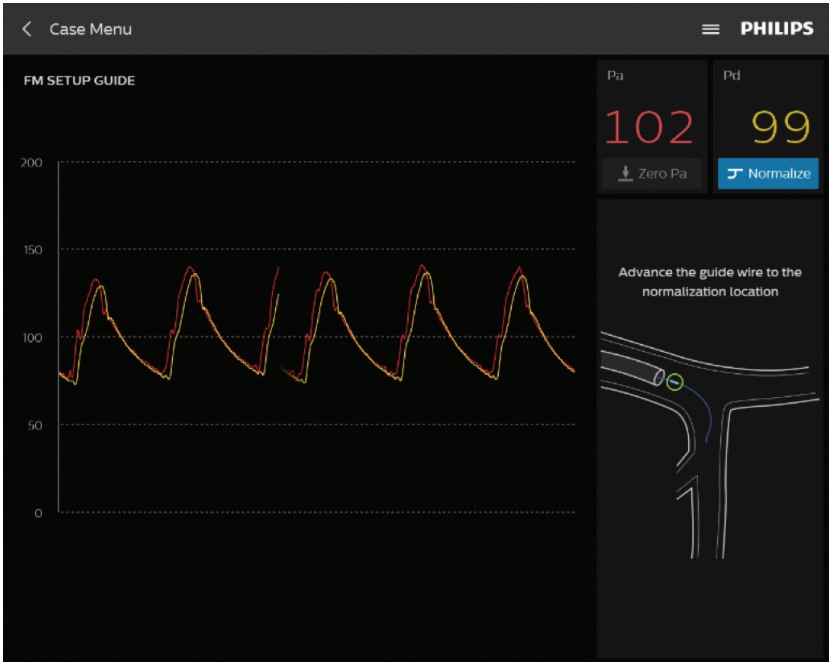 Case Menu
PHILIPS
FM SETUP GUIDE
Pa
Pd
102
99
Zero Pa
Normalize
200
150
100
50
0
Advance the guide wire to the
normalization location